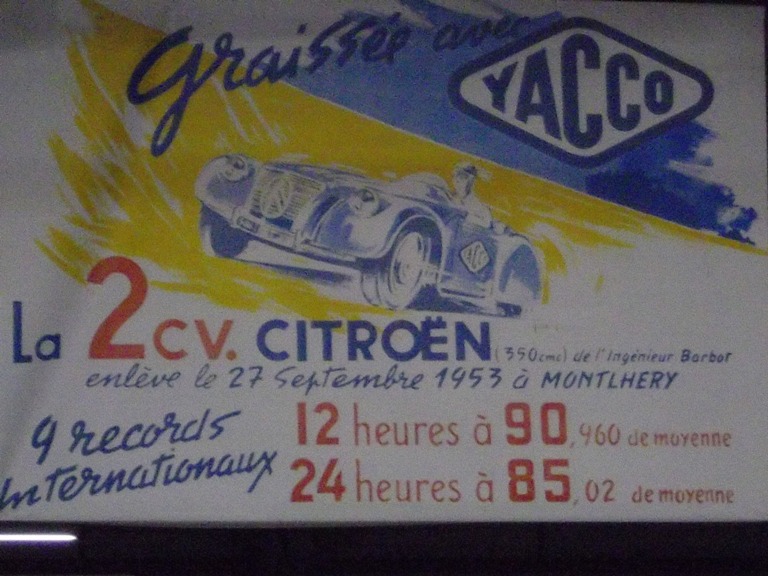 Graissée avec YACCO
YACCO
La 2CV. CITROËN (350cmc) de l'Ingénieur Barbot
enlève le 27 Septembre 1953 à MONTLHERY
9 records
Internationaux
12 heures à 90,960 de moyenne
24 heures à 85,02 de moyenne